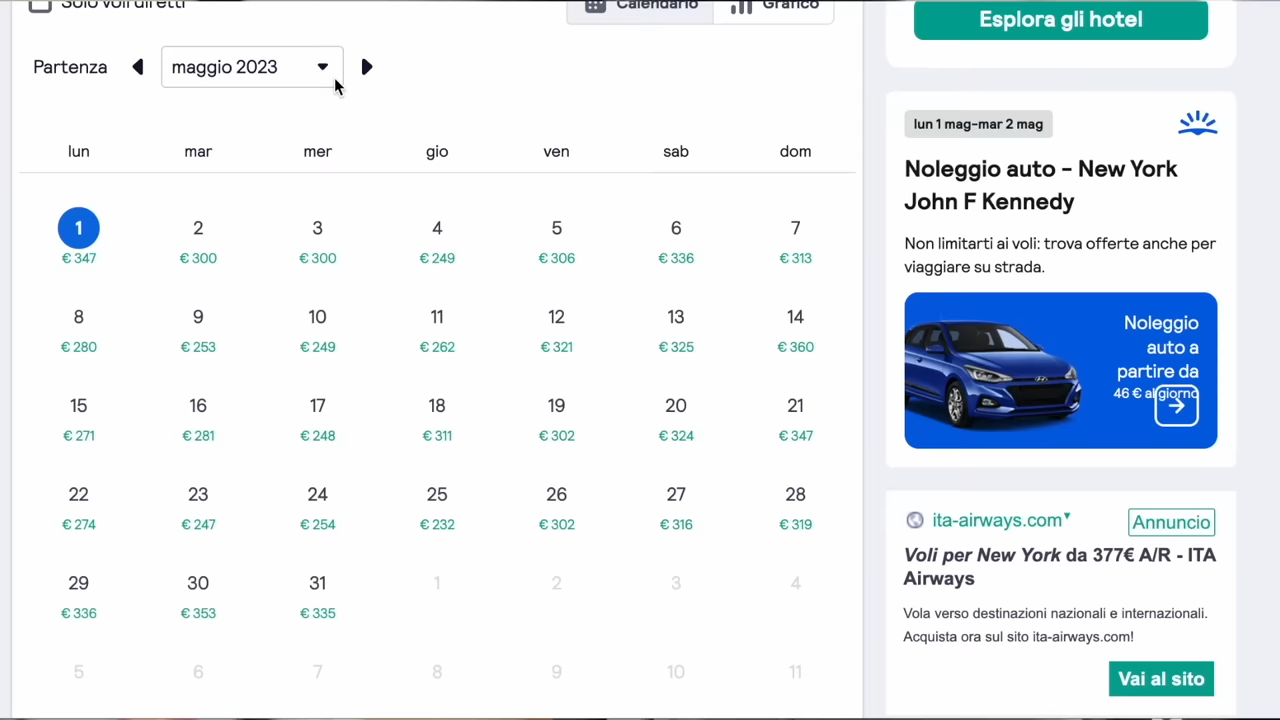 Solo voli diretti
Calendario
Grafico
Partenza
maggio 2023
lun mar mer gio ven sab dom
1 2 3 4 5 6 7
€ 347 € 300 € 300 € 249 € 306 € 336 € 313
8 9 10 11 12 13 14
€ 280 € 253 € 249 € 262 € 321 € 325 € 360
15 16 17 18 19 20 21
€ 271 € 281 € 248 € 311 € 302 € 324 € 347
22 23 24 25 26 27 28
€ 274 € 247 € 254 € 232 € 302 € 316 € 319
29 30 31 1 2 3 4
€ 336 € 353 € 335
5 6 7 8 9 10 11
Esplora gli hotel
lun 1 mag-mar 2 mag
Noleggio auto - New York
John F Kennedy
Non limitarti ai voli: trova offerte anche per
viaggiare su strada.
Noleggio
auto a
partire da
46 € al giorno
ita-airways.com
Annuncio
Voli per New York da 377€ A/R - ITA
Airways
Vola verso destinazioni nazionali e internazionali.
Acquista ora sul sito ita-airways.com!
Vai al sito